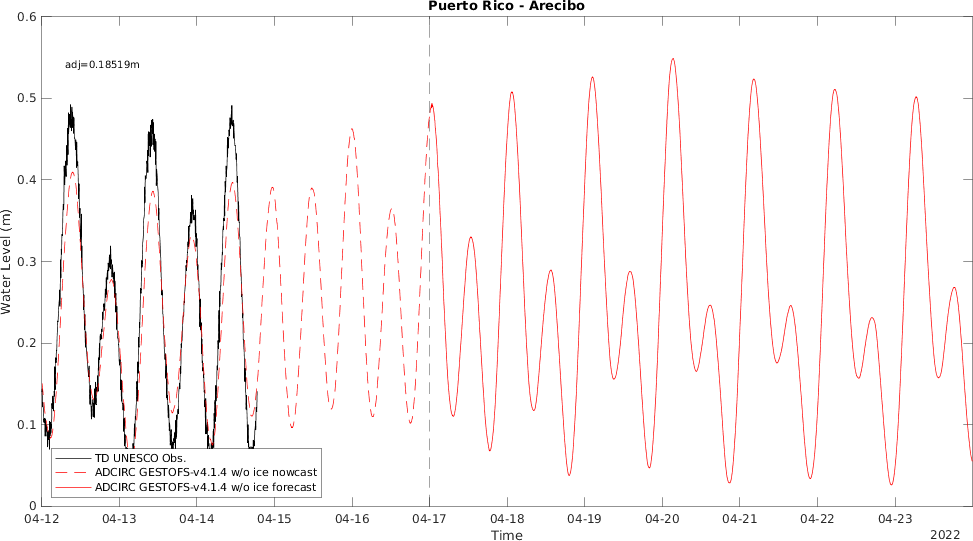 Puerto Rico - Arecibo
adj=0.18519m
0.6
0.5
0.4
0.3
0.2
0.1
0
Water Level (m)
TD UNESCO Obs.
ADCIRC GESTOFS-v4.1.4 w/o ice nowcast
ADCIRC GESTOFS-v4.1.4 w/o ice forecast
04-12 04-13 04-14 04-15 04-16 04-17 04-18 04-19 04-20 04-21 04-22 04-23
Time
2022